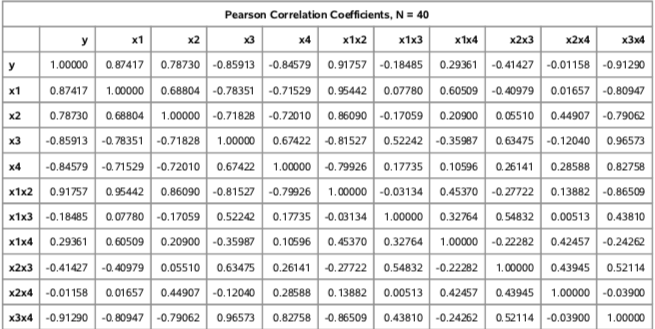 Pearson Correlation Coefficients, N = 40
y x1 x2 x3 x4 x1x2 x1x3 x1x4 x2x3 x2x4 x3x4
y 1.00000 0.87417 0.78730 -0.85913 -0.84579 0.91757 -0.18485 0.29361 -0.41427 -0.01158 -0.91290
x1 0.87417 1.00000 0.68804 -0.78351 -0.71529 0.95442 0.07780 0.60509 -0.40979 0.01657 -0.80947
x2 0.78730 0.68804 1.00000 -0.71828 -0.72010 0.86090 -0.17059 0.20900 0.05510 0.44907 -0.79062
x3 -0.85913 -0.78351 -0.71828 1.00000 0.67422 -0.81527 0.52242 -0.35987 0.63475 -0.12040 0.96573
x4 -0.84579 -0.71529 -0.72010 0.67422 1.00000 -0.79926 0.17735 0.10596 0.26141 0.28588 0.82758
x1x2 0.91757 0.95442 0.86090 -0.81527 -0.79926 1.00000 -0.03134 0.45370 -0.27722 0.13882 -0.86509
x1x3 -0.18485 0.07780 -0.17059 0.52242 0.17735 -0.03134 1.00000 0.32764 0.54832 0.00513 0.43810
x1x4 0.29361 0.60509 0.20900 -0.35987 0.10596 0.45370 0.32764 1.00000 -0.22282 0.42457 -0.24262
x2x3 -0.41427 -0.40979 0.05510 0.63475 0.26141 -0.27722 0.54832 -0.22282 1.00000 0.43945 0.52114
x2x4 -0.01158 0.01657 0.44907 -0.12040 0.28588 0.13882 0.00513 0.42457 0.43945 1.00000 -0.03900
x3x4 -0.91290 -0.80947 -0.79062 0.96573 0.82758 -0.86509 0.43810 -0.24262 0.52114 -0.03900 1.00000